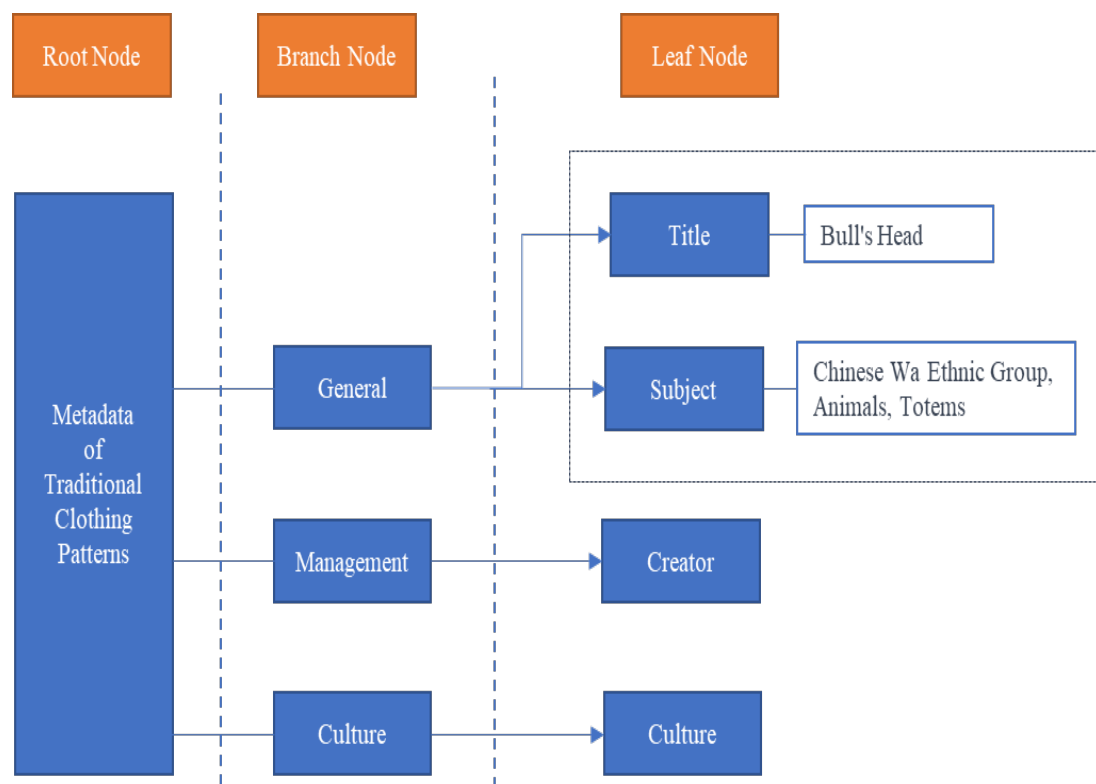 Root Node
Branch Node
Leaf Node
Title
Bull's Head
General
Subject
Chinese Wa Ethnic Group,
Animals, Totems
Metadata
of
Traditional
Clothing
Patterns
Management
Creator
Culture
Culture